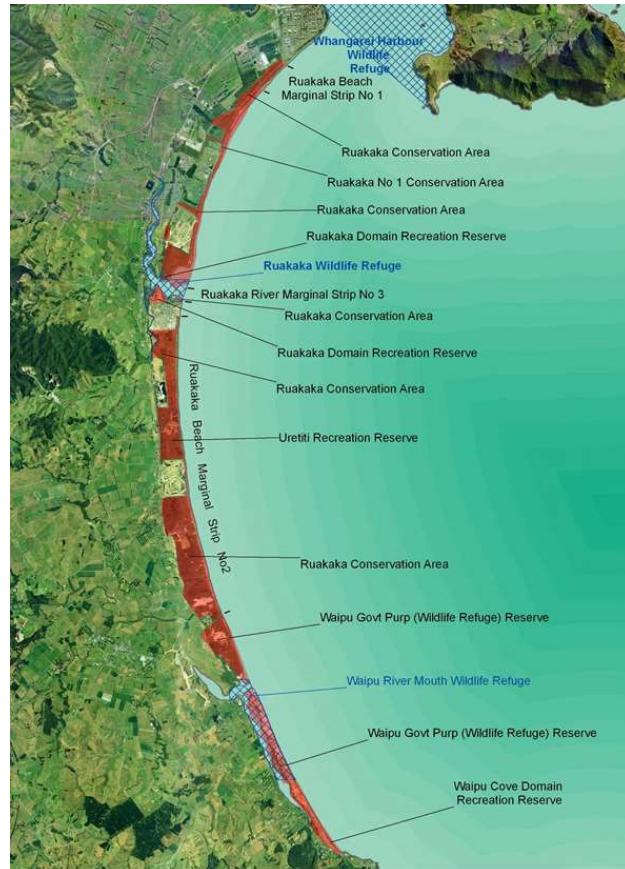 Whangarei Harbour
Wildlife
Refuge
Ruakaka Beach
Marginal Strip No 1
Ruakaka Conservation Area
Ruakaka No 1 Conservation Area
Ruakaka Conservation Area
Ruakaka Domain Recreation Reserve
Ruakaka Wildlife Refuge
Ruakaka River Marginal Strip No 3
Ruakaka Conservation Area
Ruakaka Domain Recreation Reserve
Ruakaka Conservation Area
Ruakaka Beach Marginal Strip No2
Uretiti Recreation Reserve
Ruakaka Conservation Area
Waipu Govt Purp (Wildlife Refuge) Reserve
Waipu River Mouth Wildlife Refuge
Waipu Govt Purp (Wildlife Refuge) Reserve
Waipu Cove Domain
Recreation Reserve